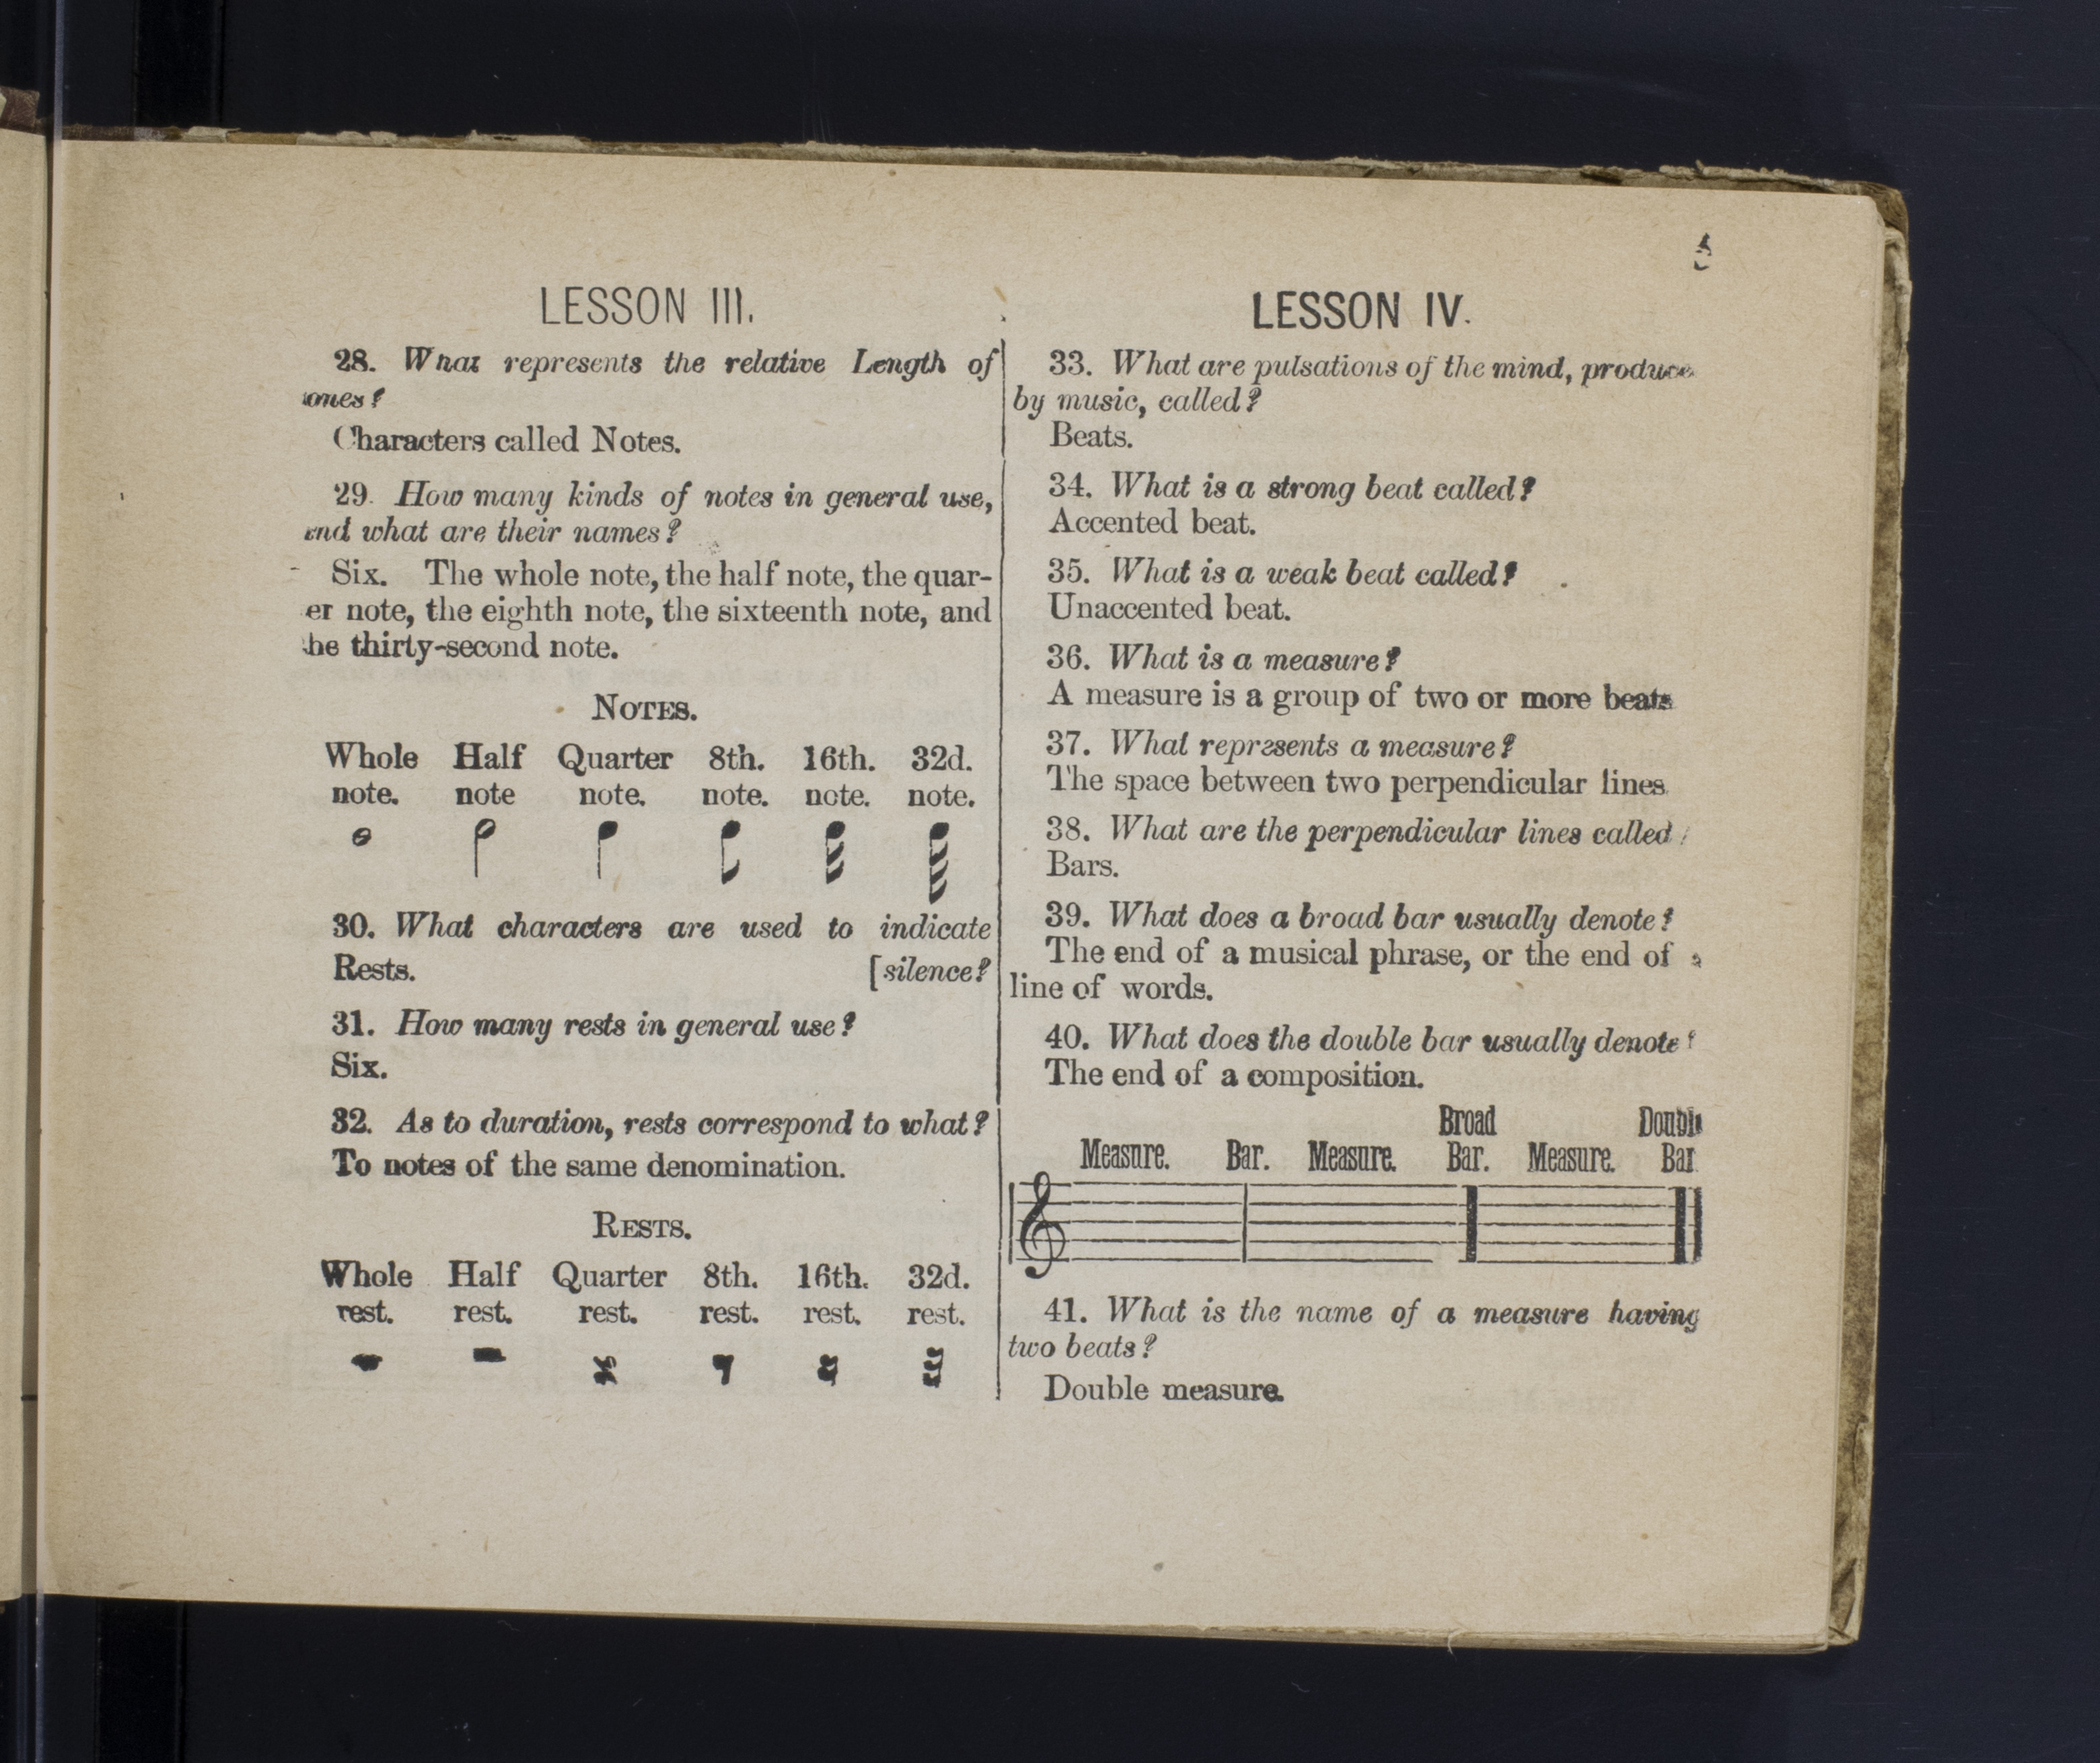 5
LESSON III.
28. What represents the relative Length of
tones?
Characters called Notes.
29. How many kinds of notes in general use,
and what are their names?
Six. The whole note, the half note, the quar-
er note, the eighth note, the sixteenth note, and
the thirty-second note.
NOTES.
Whole Half Quarter 8th. 16th. 32d.
note. note note. note. note. note.
30. What characters are used to indicate
Rests. [silence?
31. How many rests in general use?
Six.
32. As to duration, rests correspond to what?
To notes of the same denomination.
RESTS.
Whole Half Quarter 8th. 16th. 32d.
rest. rest. rest. rest. rest. rest.
LESSON IV.
33. What are pulsations of the mind, produce
by music, called?
Beats.
34. What is a strong beat called?
Accented beat.
35. What is a weak beat called?
Unaccented beat.
36. What is a measure?
A measure is a group of two or more beats
37. What represents a measure?
The space between two perpendicular lines
38. What are the perpendicular lines called
Bars.
39. What does a broad bar usually denote?
The end of a musical phrase, or the end of a
line of words.
40. What does the double bar usually denote?
The end of a composition.
Broad Double
Measure. Bar. Measure. Bar. Measure. Bar
41. What is the name of a measure having
two beats?
Double measure.